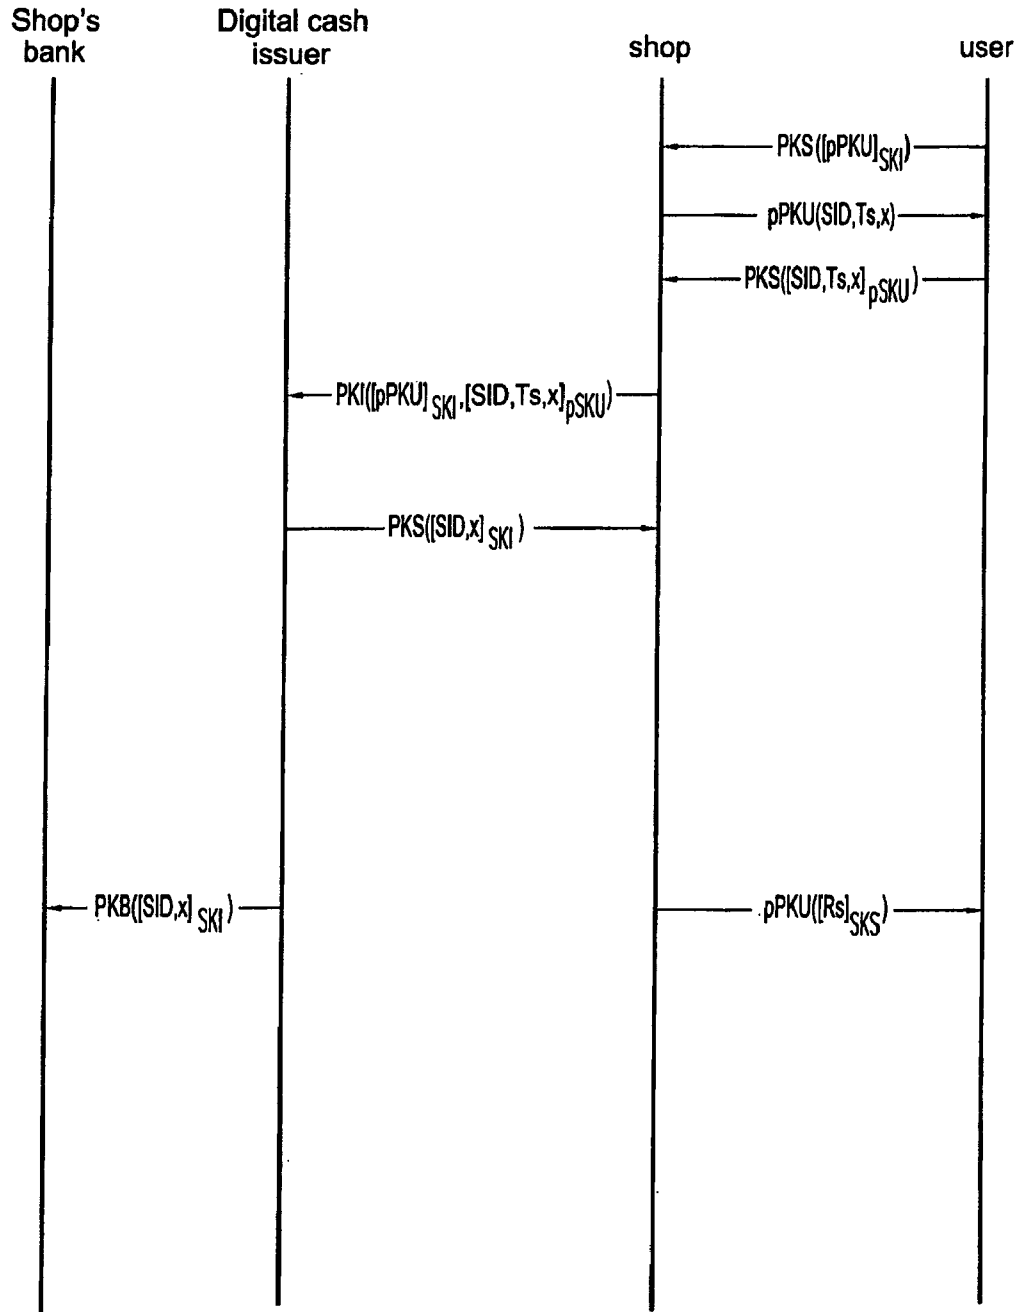 Shop's
bank
Digital cash
issuer
shop
user
PKS([pPKU]SKI)
pPKU(SID,Ts,x)
PKS([SID,Ts,x]pSKU)
PKI([pPKU]SKI,[SID,Ts,x]pSKU)
PKS([SID,x]SKI)
PKB([SID,x]SKI)
pPKU([Rs]SKS)